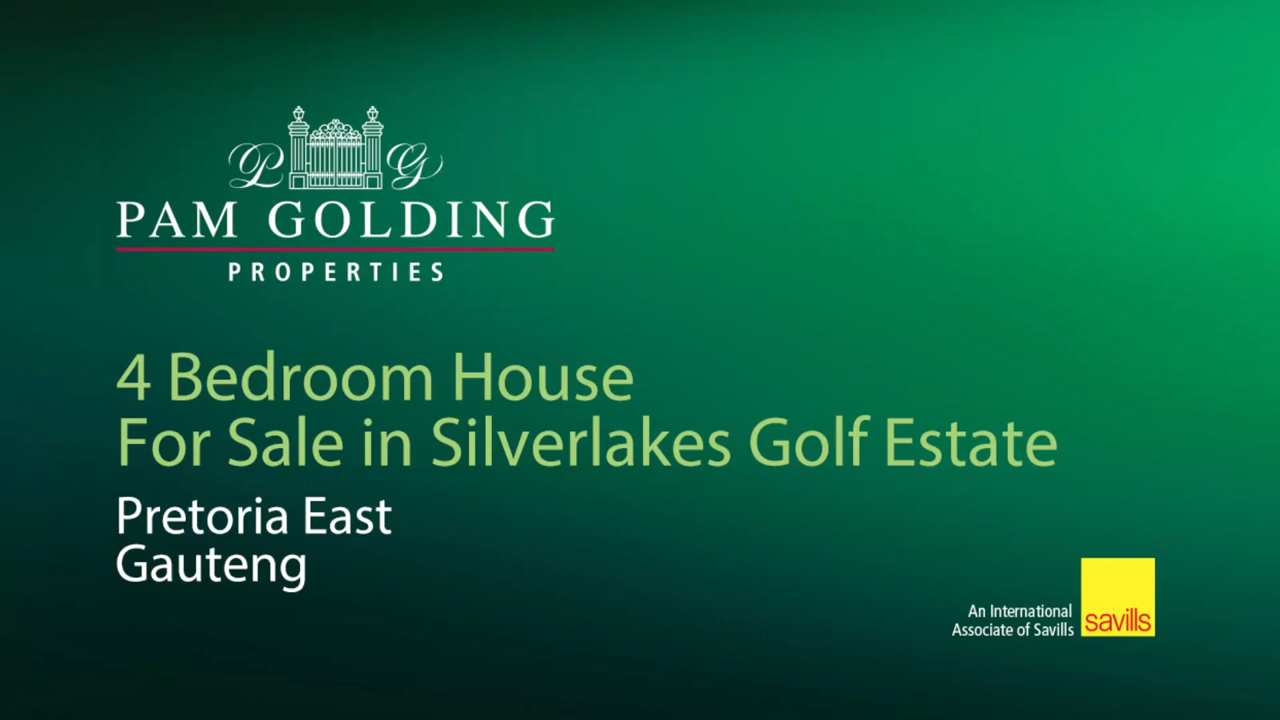 P G
PAM GOLDING
PROPERTIES
4 Bedroom House
For Sale in Silverlakes Golf Estate
Pretoria East
Gauteng
An International
Associate of Savills
savills